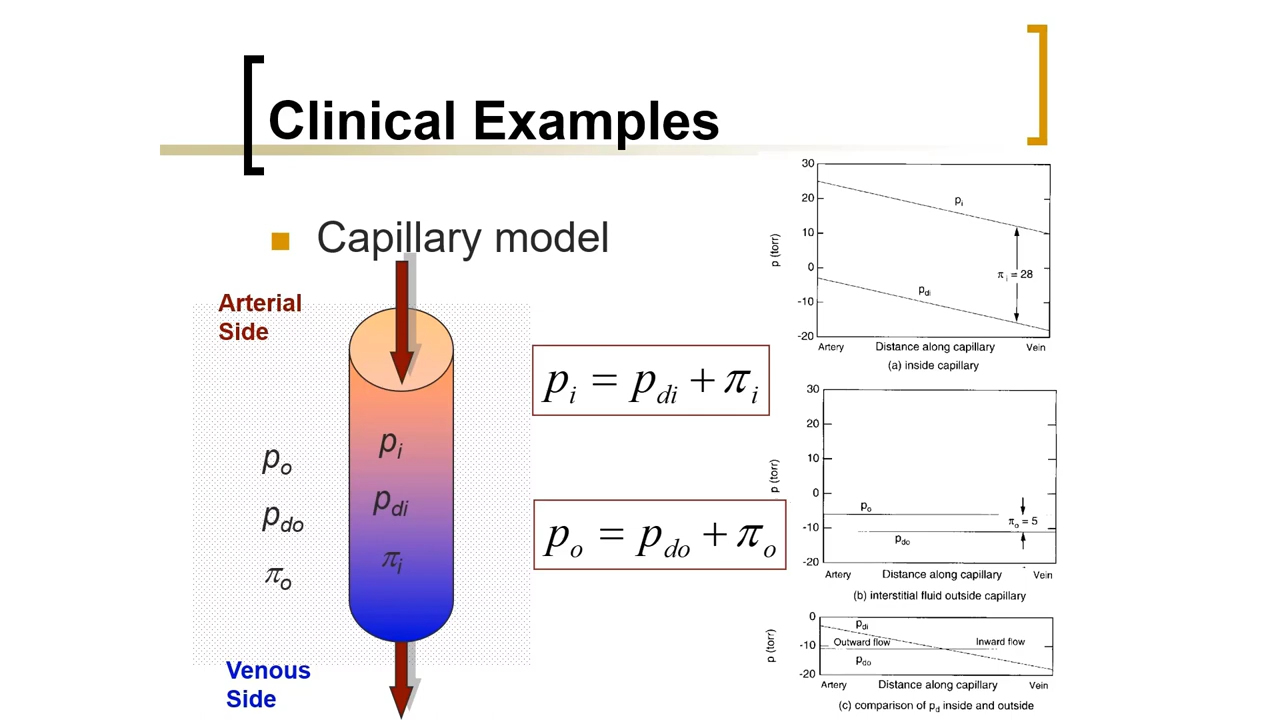 Clinical Examples
Capillary model
Arterial
Side
p_o
p_do
π_o
p_i
p_di
π_i
Venous
Side
p_i = p_di + π_i
p_o = p_do + π_o
30
20
10
0
-10
-20
p (torr)
p_i
π_i = 28
p_di
Artery Distance along capillary Vein
(a) inside capillary
30
20
10
0
-10
-20
p (torr)
p_o
π_o = 5
p_do
Artery Distance along capillary Vein
(b) interstitial fluid outside capillary
0
-10
-20
p (torr)
p_di
Outward flow Inward flow
p_do
Artery Distance along capillary Vein
(c) comparison of p_d inside and outside